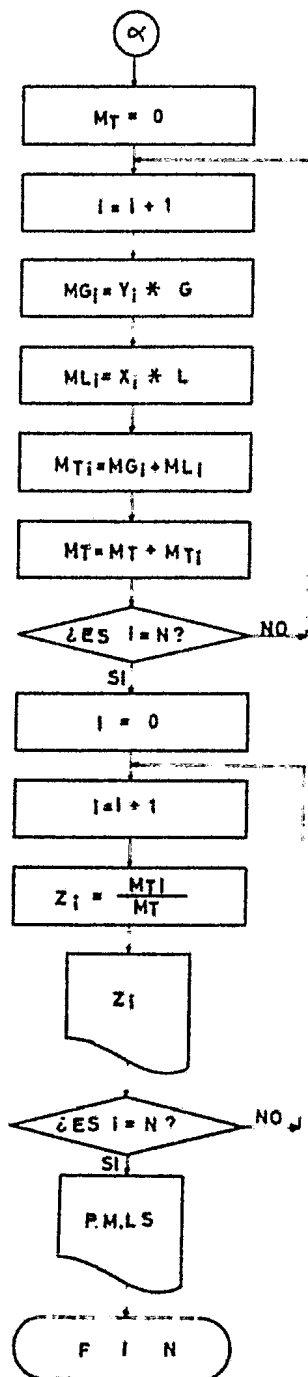 α
MT = 0
i = i + 1
MGi = Yi * G
MLi = Xi * L
MTi = MGi + MLi
MT = MT + MTi
¿ES i = N?
NO
SI
i = 0
i = i + 1
Zi = MTi / MT
Zi
¿ES i = N?
NO
SI
P.M.L S
F I N